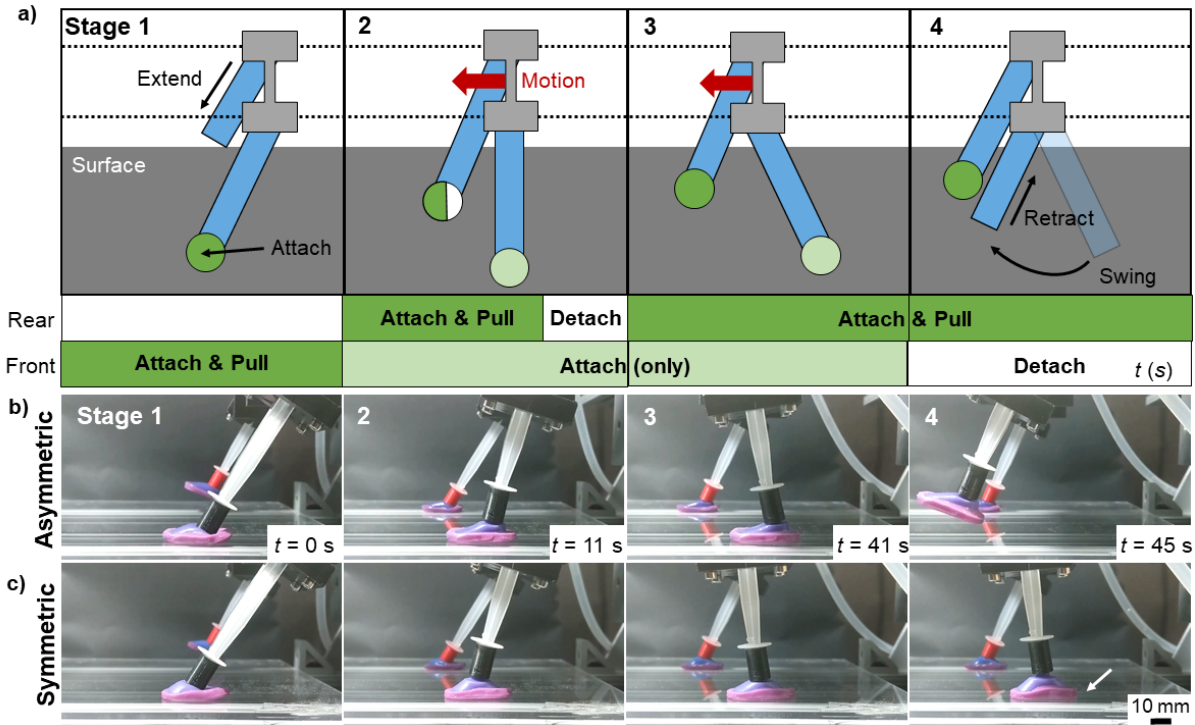 a)
Stage 1
2
3
4
Extend
Motion
Surface
Attach
Retract
Swing
Rear
Attach & Pull
Detach
Attach & Pull
Front
Attach & Pull
Attach (only)
Detach
t (s)
b)
Asymmetric
Stage 1
2
3
4
t = 0 s
t = 11 s
t = 41 s
t = 45 s
c)
Symmetric
10 mm